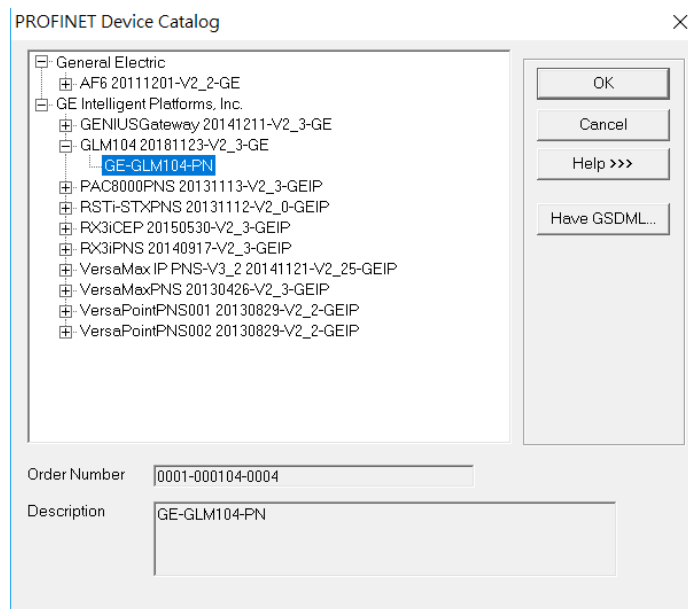 PROFINET Device Catalog
General Electric
AF6 20111201-V2_2-GE
GE Intelligent Platforms, Inc.
GENIUSGateway 20141211-V2_3-GE
GLM104 20181123-V2_3-GE
GE-GLM104-PN
PAC8000PNS 20131113-V2_3-GEIP
RSTi-STXPNS 20131112-V2_0-GEIP
RX3iCEP 20150530-V2_3-GEIP
RX3iPNS 20140917-V2_3-GEIP
VersaMax IP PNS-V3_2 20141121-V2_25-GEIP
VersaMaxPNS 20130426-V2_3-GEIP
VersaPointPNS001 20130829-V2_2-GEIP
VersaPointPNS002 20130829-V2_2-GEIP
OK
Cancel
Help >>>
Have GSDML...
Order Number 0001-000104-0004
Description GE-GLM104-PN